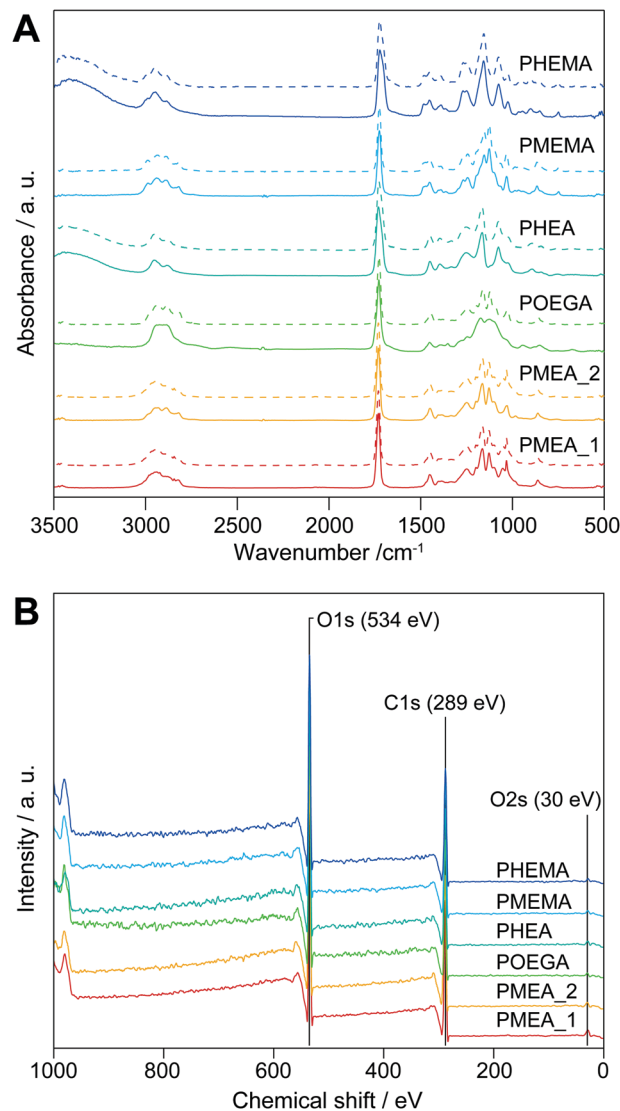 A
PHEMA
PMEMA
PHEA
POEGA
PMEA_2
PMEA_1
Absorbance / a. u.
3500 3000 2500 2000 1500 1000 500
Wavenumber /cm-1
B
O1s (534 eV)
C1s (289 eV)
O2s (30 eV)
PHEMA
PMEMA
PHEA
POEGA
PMEA_2
PMEA_1
Intensity / a. u.
1000 800 600 400 200 0
Chemical shift / eV